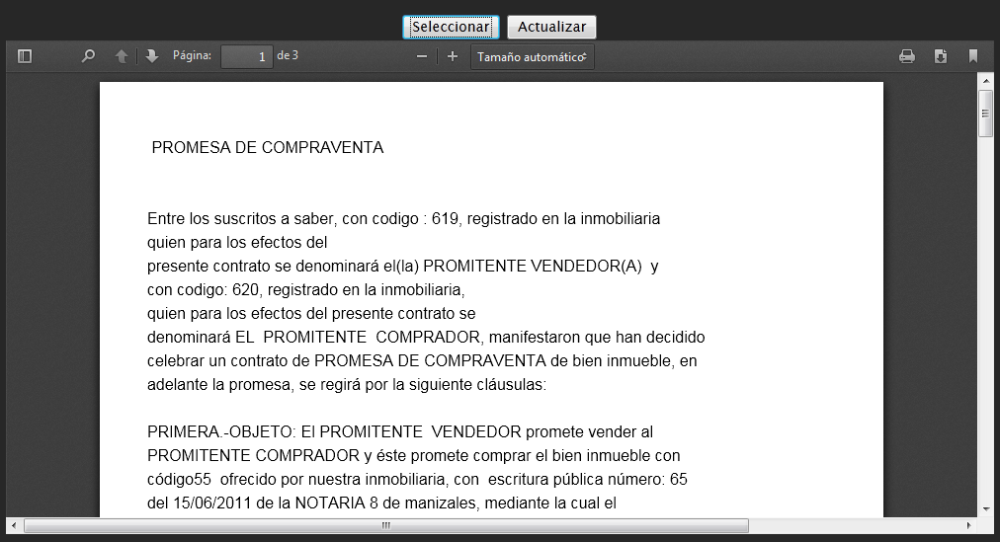 Seleccionar Actualizar
Página: 1 de 3 Tamaño automático
PROMESA DE COMPRAVENTA
Entre los suscritos a saber, con codigo : 619, registrado en la inmobiliaria
quien para los efectos del
presente contrato se denominará el(la) PROMITENTE VENDEDOR(A) y
con codigo: 620, registrado en la inmobiliaria,
quien para los efectos del presente contrato se
denominará EL PROMITENTE COMPRADOR, manifestaron que han decidido
celebrar un contrato de PROMESA DE COMPRAVENTA de bien inmueble, en
adelante la promesa, se regirá por la siguiente cláusulas:
PRIMERA.-OBJETO: El PROMITENTE VENDEDOR promete vender al
PROMITENTE COMPRADOR y éste promete comprar el bien inmueble con
código55 ofrecido por nuestra inmobiliaria, con escritura pública número: 65
del 15/06/2011 de la NOTARIA 8 de manizales, mediante la cual el